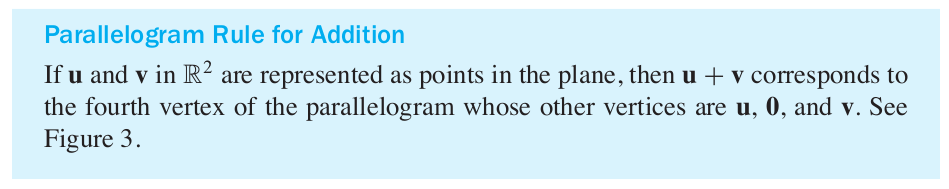 Parallelogram Rule for Addition
If u and v in ℝ² are represented as points in the plane, then u + v corresponds to
the fourth vertex of the parallelogram whose other vertices are u, 0, and v. See
Figure 3.